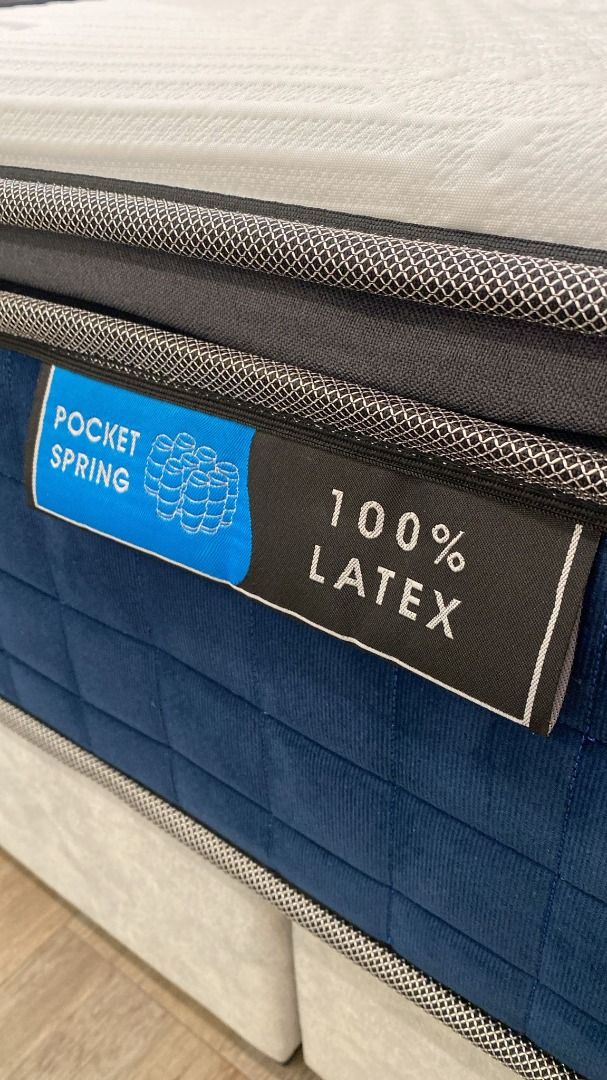 POCKET
SPRING
100%
LATEX